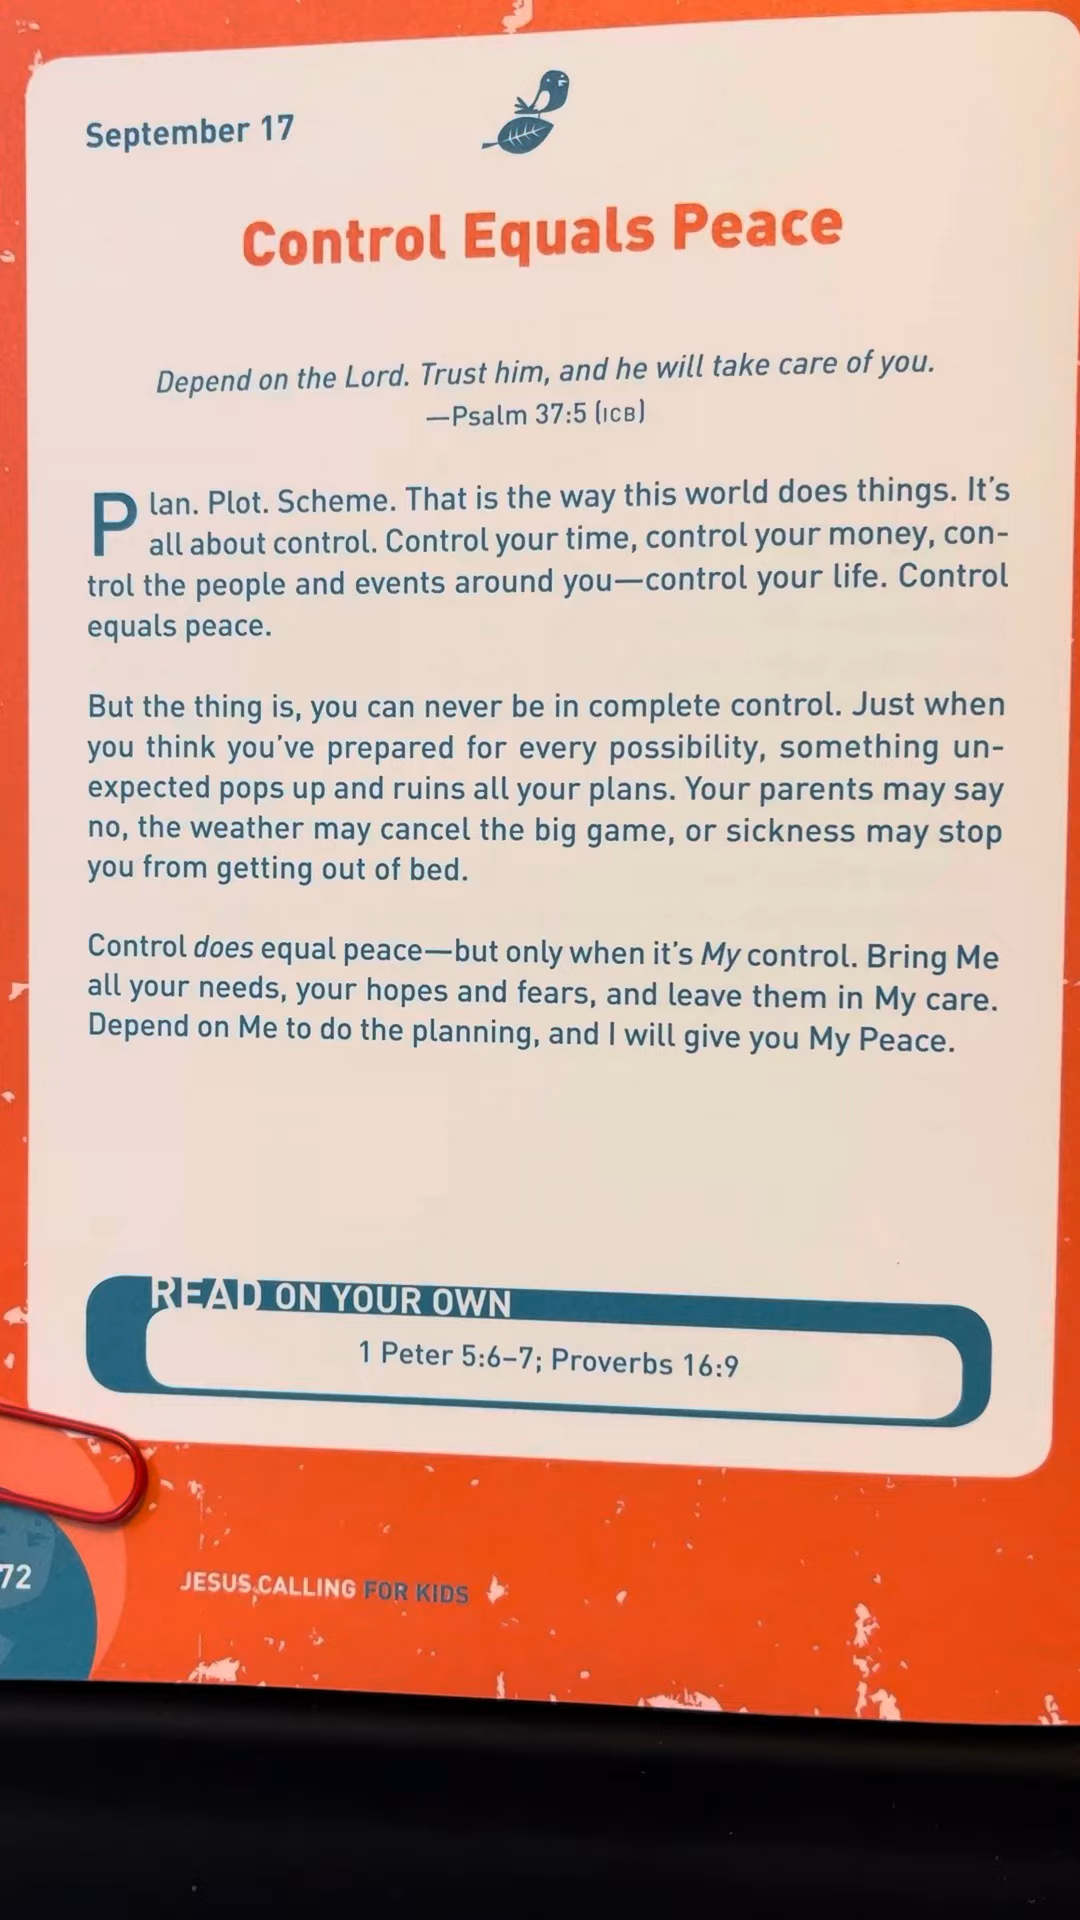 September 17
Control Equals Peace
Depend on the Lord. Trust him, and he will take care of you.
—Psalm 37:5 (ICB)
Plan. Plot. Scheme. That is the way this world does things. It's
all about control. Control your time, control your money, con-
trol the people and events around you—control your life. Control
equals peace.
But the thing is, you can never be in complete control. Just when
you think you've prepared for every possibility, something un-
expected pops up and ruins all your plans. Your parents may say
no, the weather may cancel the big game, or sickness may stop
you from getting out of bed.
Control does equal peace—but only when it's My control. Bring Me
all your needs, your hopes and fears, and leave them in My care.
Depend on Me to do the planning, and I will give you My Peace.
READ ON YOUR OWN
1 Peter 5:6–7; Proverbs 16:9
72
JESUS CALLING FOR KIDS